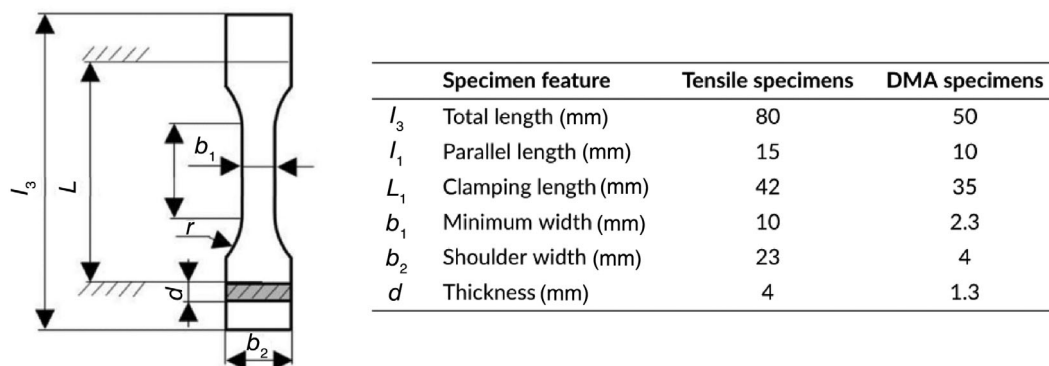 l3
L
b1
r
d
b2
Specimen feature Tensile specimens DMA specimens
l3 Total length (mm) 80 50
l1 Parallel length (mm) 15 10
L1 Clamping length (mm) 42 35
b1 Minimum width (mm) 10 2.3
b2 Shoulder width (mm) 23 4
d Thickness (mm) 4 1.3